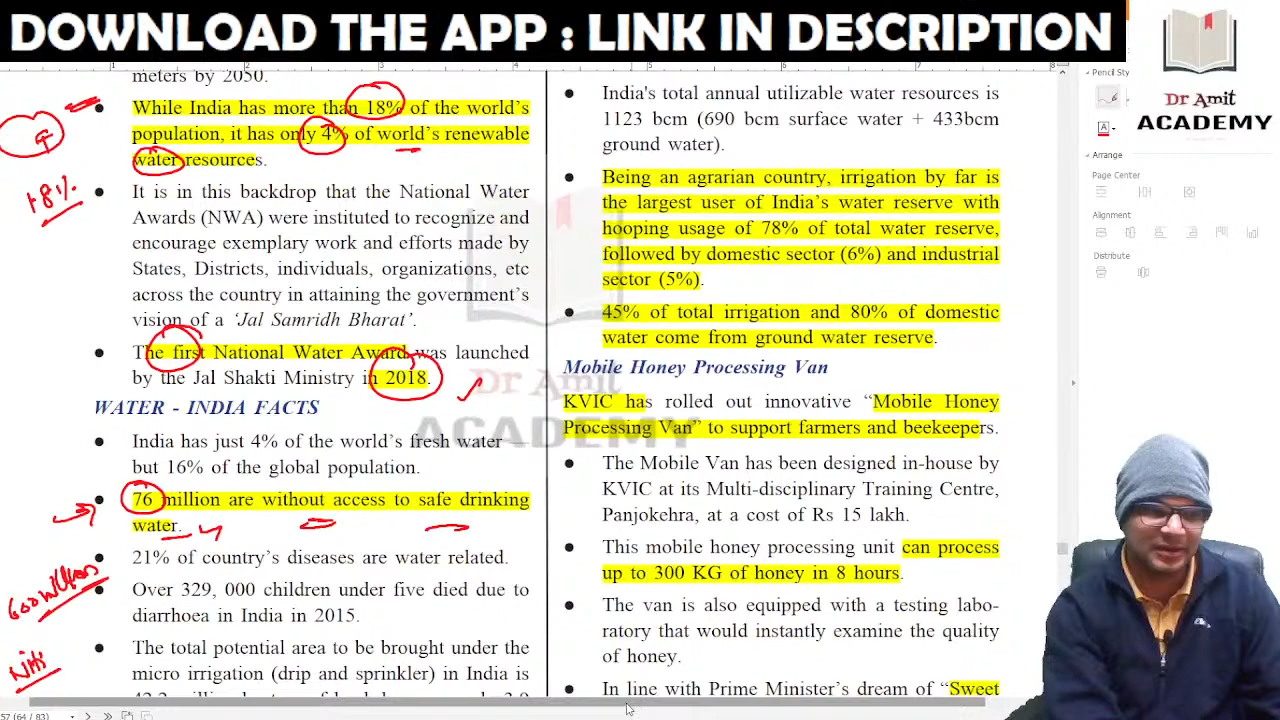 DOWNLOAD THE APP : LINK IN DESCRIPTION
Dr Amit
ACADEMY
Pencil Sty
Arrange
Page Center
Alignment
Distribute
meters by 2050.
● While India has more than 18% of the world's
population, it has only 4% of world's renewable
water resources.
18%
● It is in this backdrop that the National Water
Awards (NWA) were instituted to recognize and
encourage exemplary work and efforts made by
States, Districts, individuals, organizations, etc
across the country in attaining the government's
vision of a 'Jal Samridh Bharat'.
● The first National Water Award was launched
by the Jal Shakti Ministry in 2018.
WATER - INDIA FACTS
● India has just 4% of the world's fresh water —
but 16% of the global population.
● 76 million are without access to safe drinking
water.
● 21% of country's diseases are water related.
600 million
● Over 329, 000 children under five died due to
diarrhoea in India in 2015.
Niti
● The total potential area to be brought under the
micro irrigation (drip and sprinkler) in India is
● India's total annual utilizable water resources is
1123 bcm (690 bcm surface water + 433bcm
ground water).
● Being an agrarian country, irrigation by far is
the largest user of India's water reserve with
hooping usage of 78% of total water reserve,
followed by domestic sector (6%) and industrial
sector (5%).
● 45% of total irrigation and 80% of domestic
water come from ground water reserve.
Mobile Honey Processing Van
KVIC has rolled out innovative "Mobile Honey
Processing Van" to support farmers and beekeepers.
● The Mobile Van has been designed in-house by
KVIC at its Multi-disciplinary Training Centre,
Panjokehra, at a cost of Rs 15 lakh.
● This mobile honey processing unit can process
up to 300 KG of honey in 8 hours.
● The van is also equipped with a testing labo-
ratory that would instantly examine the quality
of honey.
● In line with Prime Minister's dream of "Sweet
Dr Amit
ACADEMY
57 (64 / 83)